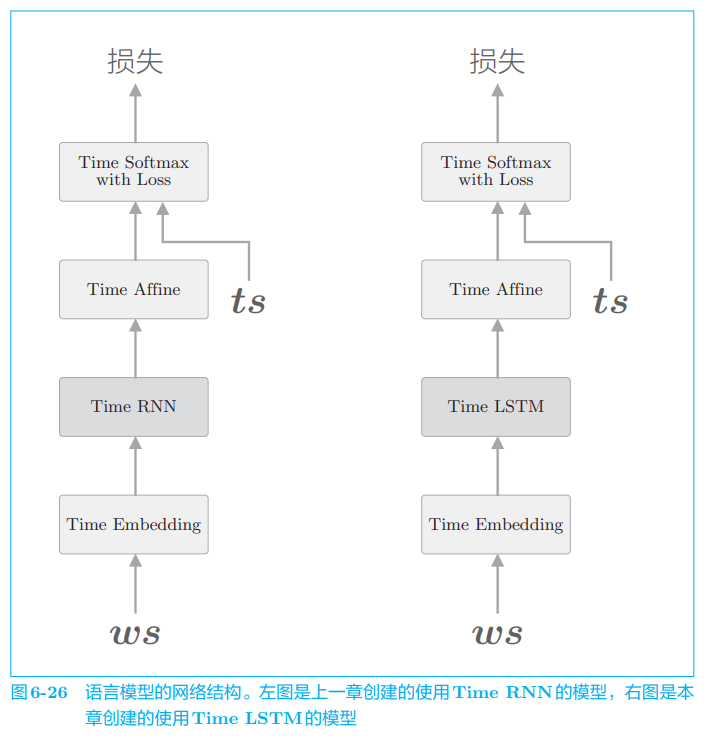 损失
Time Softmax
with Loss
Time Affine
ts
Time RNN
Time Embedding
ws
损失
Time Softmax
with Loss
Time Affine
ts
Time LSTM
Time Embedding
ws
图6-26 语言模型的网络结构。左图是上一章创建的使用Time RNN的模型，右图是本
章创建的使用Time LSTM的模型